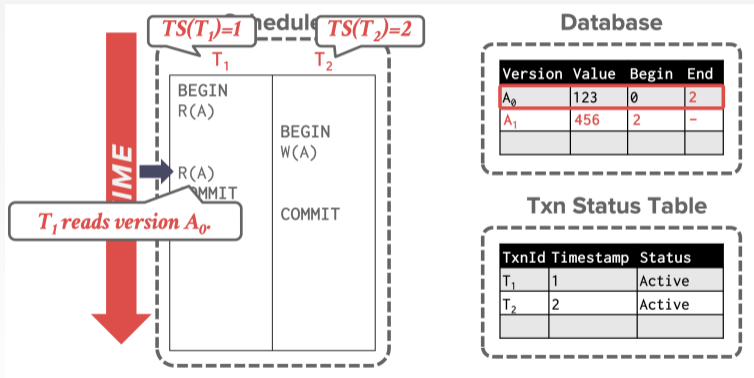 Schedule
TS(T₁)=1
TS(T₂)=2
T₁
T₂
BEGIN
R(A)
BEGIN
W(A)
R(A)
COMMIT
T₁ reads version A₀.
COMMIT
Database
Version Value Begin End
A₀ 123 0 2
A₁ 456 2 –
Txn Status Table
TxnId Timestamp Status
T₁ 1 Active
T₂ 2 Active